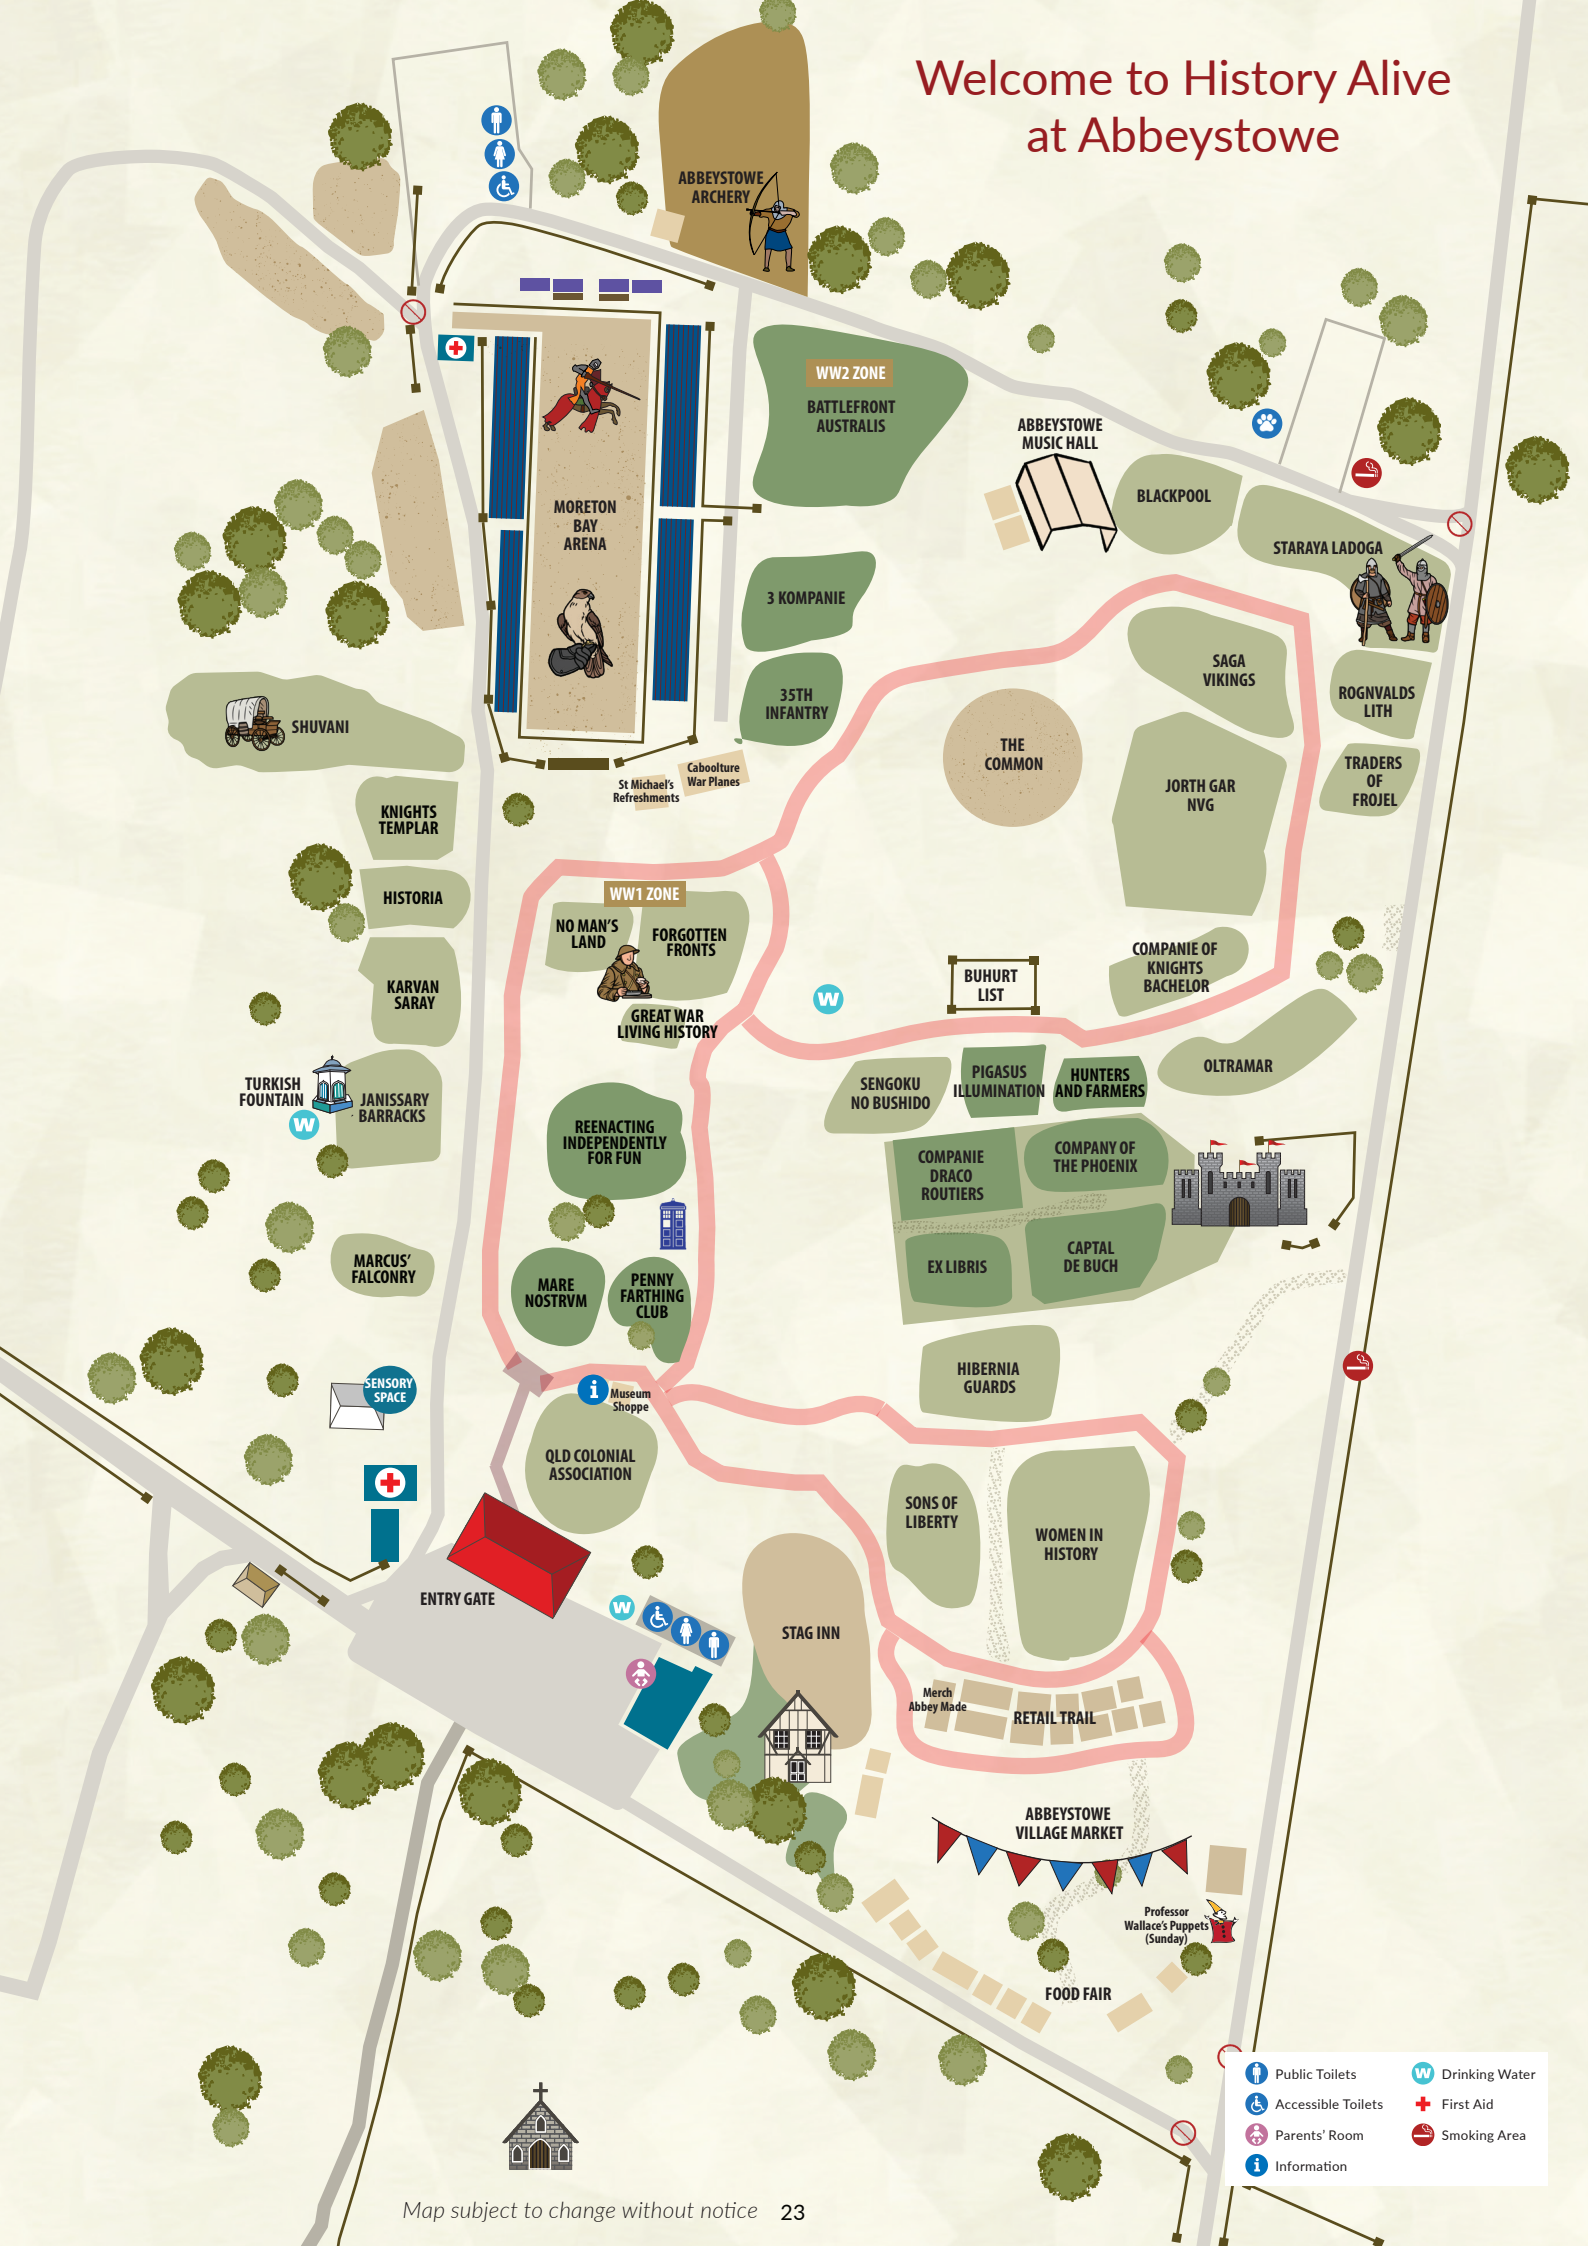 Welcome to History Alive
at Abbeystowe
ABBEYSTOWE
ARCHERY
WW2 ZONE
BATTLEFRONT
AUSTRALIS
ABBEYSTOWE
MUSIC HALL
BLACKPOOL
STARAYA LADOGA
MORETON
BAY
ARENA
3 KOMPANIE
35TH
INFANTRY
SAGA
VIKINGS
ROGNVALDS
LITH
SHUVANI
THE
COMMON
JORTH GAR
NVG
TRADERS
OF
FROJEL
St Michael's
Refreshments
Caboolture
War Planes
KNIGHTS
TEMPLAR
HISTORIA
KARVAN
SARAY
WW1 ZONE
NO MAN'S
LAND
FORGOTTEN
FRONTS
GREAT WAR
LIVING HISTORY
W
BUHURT
LIST
COMPANIE OF
KNIGHTS
BACHELOR
OLTRAMAR
TURKISH
FOUNTAIN
W
JANISSARY
BARRACKS
SENGOKU
NO BUSHIDO
PIGASUS
ILLUMINATION
HUNTERS
AND FARMERS
REENACTING
INDEPENDENTLY
FOR FUN
COMPANIE
DRACO
ROUTIERS
COMPANY OF
THE PHOENIX
EX LIBRIS
CAPTAL
DE BUCH
MARCUS'
FALCONRY
MARE
NOSTRVM
PENNY
FARTHING
CLUB
HIBERNIA
GUARDS
SENSORY
SPACE
i
Museum
Shoppe
QLD COLONIAL
ASSOCIATION
SONS OF
LIBERTY
WOMEN IN
HISTORY
ENTRY GATE
W
STAG INN
Merch
Abbey Made
RETAIL TRAIL
ABBEYSTOWE
VILLAGE MARKET
Professor
Wallace's Puppets
(Sunday)
FOOD FAIR
Public Toilets
Accessible Toilets
Parents' Room
i Information
W Drinking Water
First Aid
Smoking Area
Map subject to change without notice 23